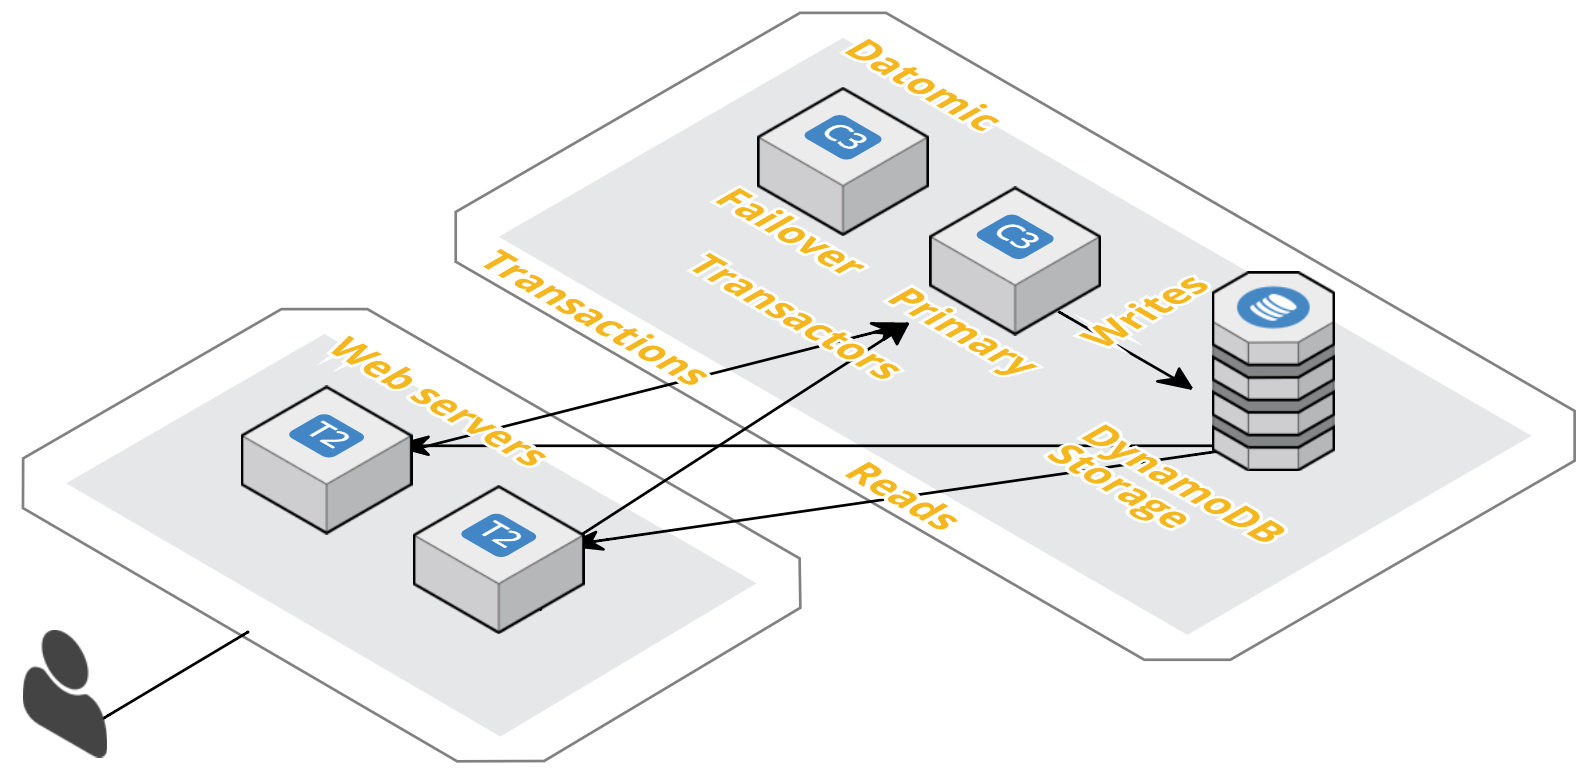 Datomic
C3
Failover
C3
Primary
Transactors
Transactions
Writes
Web servers
T2
T2
Reads
DynamoDB
Storage